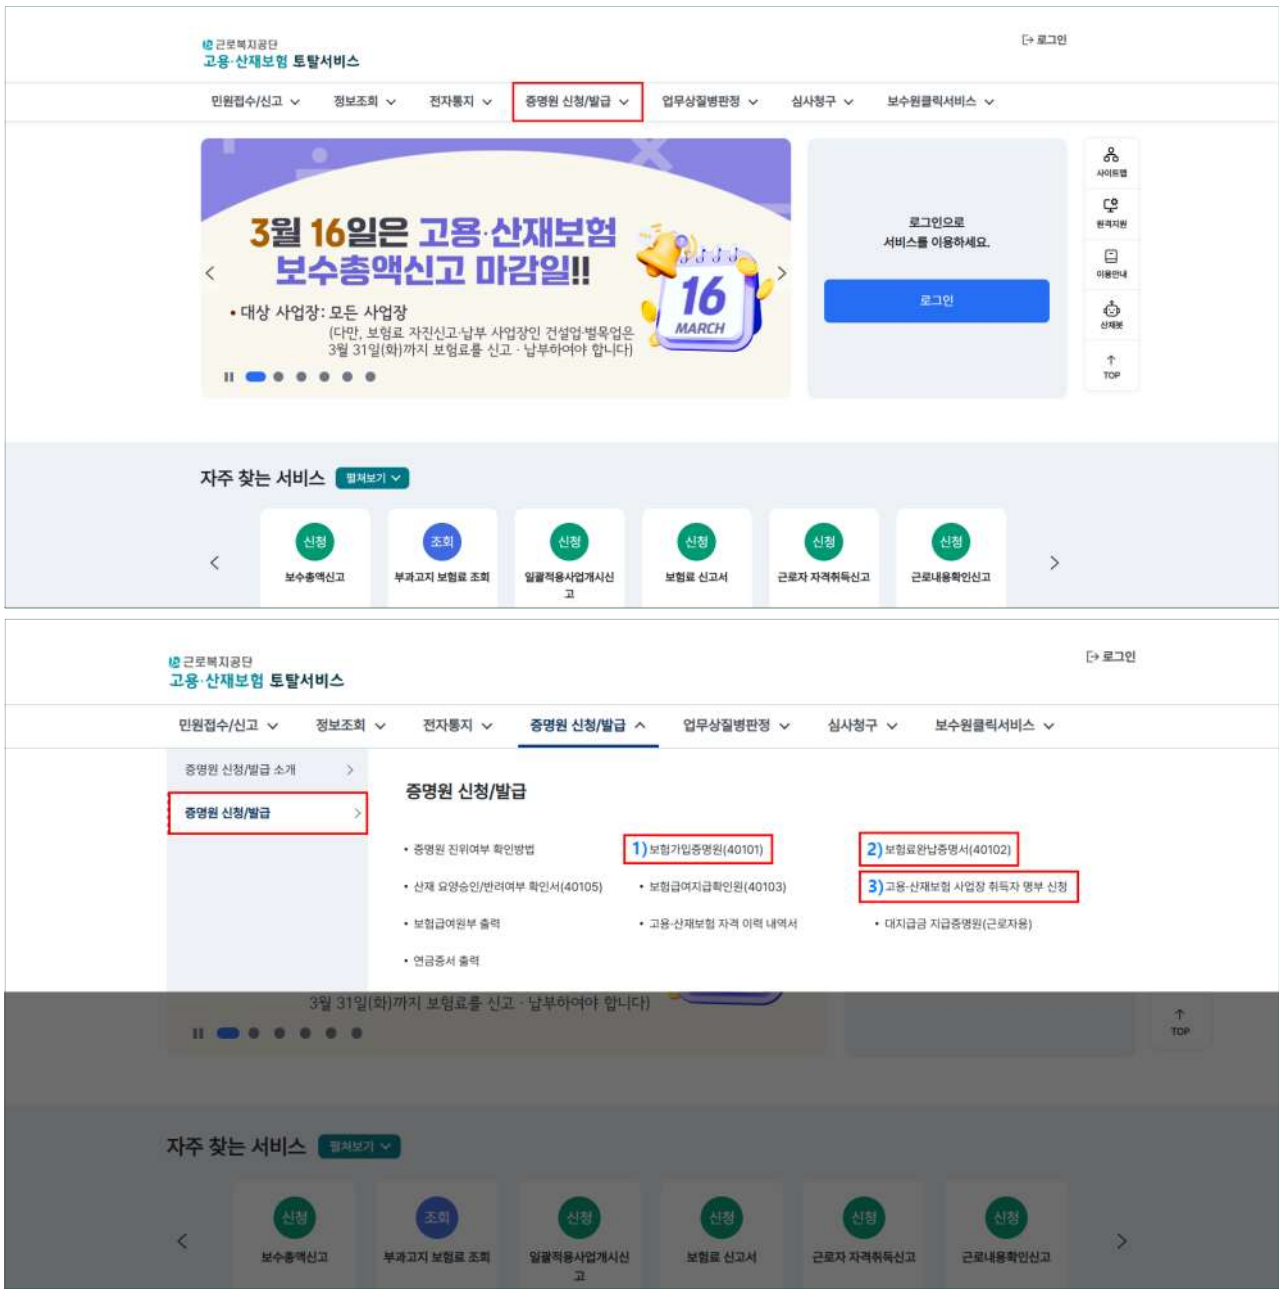 근로복지공단
고용·산재보험 토탈서비스
로그인
민원접수/신고 정보조회 전자통지 증명원 신청/발급 업무상질병판정 심사청구 보수원클릭서비스
3월 16일은 고용·산재보험
보수총액신고 마감일!!
• 대상 사업장: 모든 사업장
(다만, 보험료 자진신고·납부 사업장인 건설업·벌목업은
3월 31일(화)까지 보험료를 신고 · 납부하여야 합니다)
16
MARCH
로그인으로
서비스를 이용하세요.
로그인
사이트맵
원격지원
이용안내
산재봇
TOP
자주 찾는 서비스 펼쳐보기
신청 조회 신청 신청 신청 신청
보수총액신고 부과고지 보험료 조회 일괄적용사업개시신 보험료 신고서 근로자 자격취득신고 근로내용확인신고
고
근로복지공단
고용·산재보험 토탈서비스
로그인
민원접수/신고 정보조회 전자통지 증명원 신청/발급 업무상질병판정 심사청구 보수원클릭서비스
증명원 신청/발급 소개
증명원 신청/발급
증명원 신청/발급
• 증명원 진위여부 확인방법 1) 보험가입증명원(40101) 2) 보험료완납증명서(40102)
• 산재 요양승인/반려여부 확인서(40105) • 보험급여지급확인원(40103) 3) 고용·산재보험 사업장 취득자 명부 신청
• 보험급여원부 출력 • 고용·산재보험 자격 이력 내역서 • 대지급금 지급증명원(근로자용)
• 연금증서 출력
3월 31일(화)까지 보험료를 신고 · 납부하여야 합니다)
TOP
자주 찾는 서비스 펼쳐보기
신청 조회 신청 신청 신청 신청
보수총액신고 부과고지 보험료 조회 일괄적용사업개시신 보험료 신고서 근로자 자격취득신고 근로내용확인신고
고